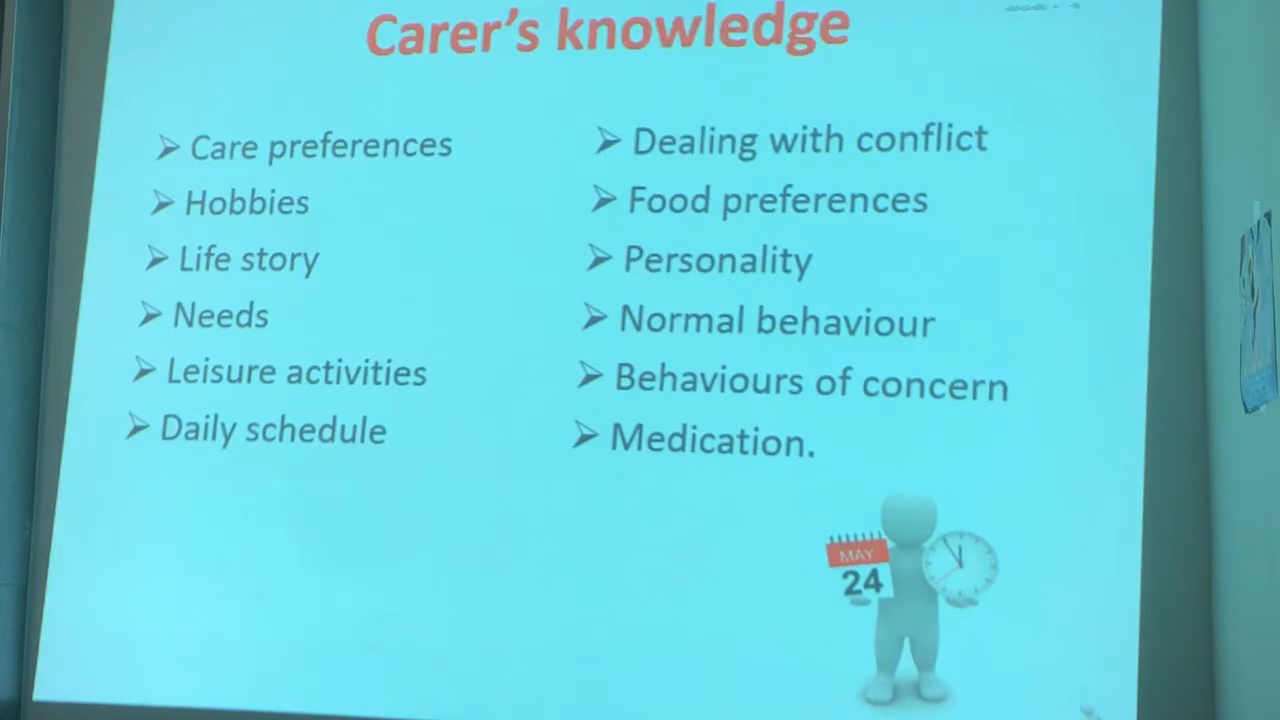 Carer's knowledge
➢ Care preferences
➢ Hobbies
➢ Life story
➢ Needs
➢ Leisure activities
➢ Daily schedule
➢ Dealing with conflict
➢ Food preferences
➢ Personality
➢ Normal behaviour
➢ Behaviours of concern
➢ Medication.
MAY
24